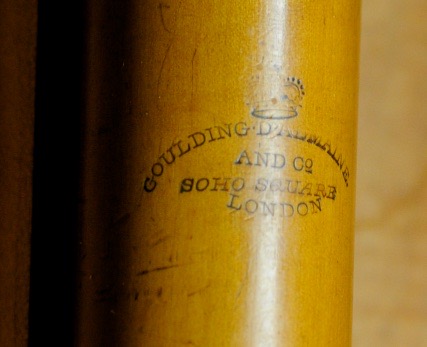 GOULDING·D'ALMAINE
AND Co
SOHO SQUARE
LONDON